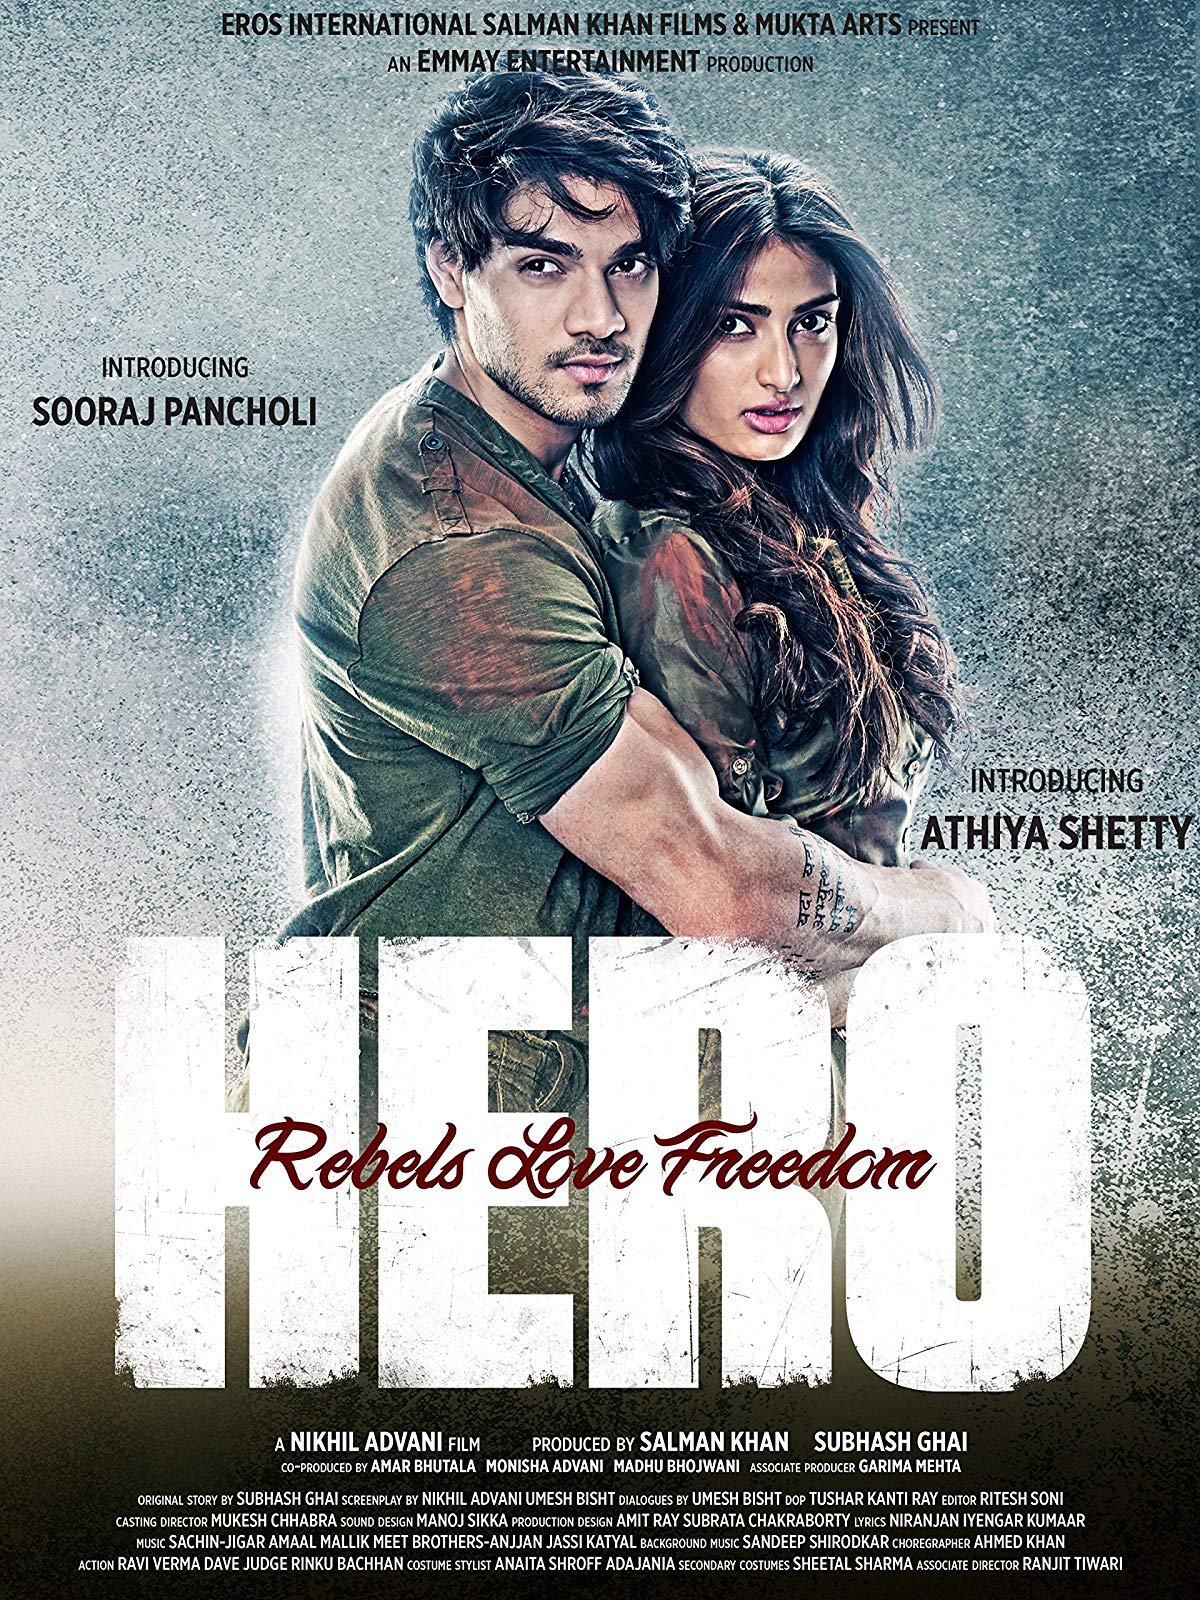 EROS INTERNATIONAL SALMAN KHAN FILMS & MUKTA ARTS PRESENT
AN EMMAY ENTERTAINMENT PRODUCTION
INTRODUCING
SOORAJ PANCHOLI
INTRODUCING
ATHIYA SHETTY
HERO
Rebels Love Freedom
A NIKHIL ADVANI FILM PRODUCED BY SALMAN KHAN SUBHASH GHAI
CO-PRODUCED BY AMAR BHUTALA MONISHA ADVANI MADHU BHOJWANI ASSOCIATE PRODUCER GARIMA MEHTA
ORIGINAL STORY BY SUBHASH GHAI SCREENPLAY BY NIKHIL ADVANI UMESH BISHT DIALOGUES BY UMESH BISHT DOP TUSHAR KANTI RAY EDITOR RITESH SONI
CASTING DIRECTOR MUKESH CHHABRA SOUND DESIGN MANOJ SIKKA PRODUCTION DESIGN AMIT RAY SUBRATA CHAKRABORTY LYRICS NIRANJAN IYENGAR KUMAAR
MUSIC SACHIN-JIGAR AMAAL MALLIK MEET BROTHERS-ANJJAN JASSI KATYAL BACKGROUND MUSIC SANDEEP SHIRODKAR CHOREGRAPHER AHMED KHAN
ACTION RAVI VERMA DAVE JUDGE RINKU BACHHAN COSTUME STYLIST ANAITA SHROFF ADAJANIA SECONDARY COSTUMES SHEETAL SHARMA ASSOCIATE DIRECTOR RANJIT TIWARI